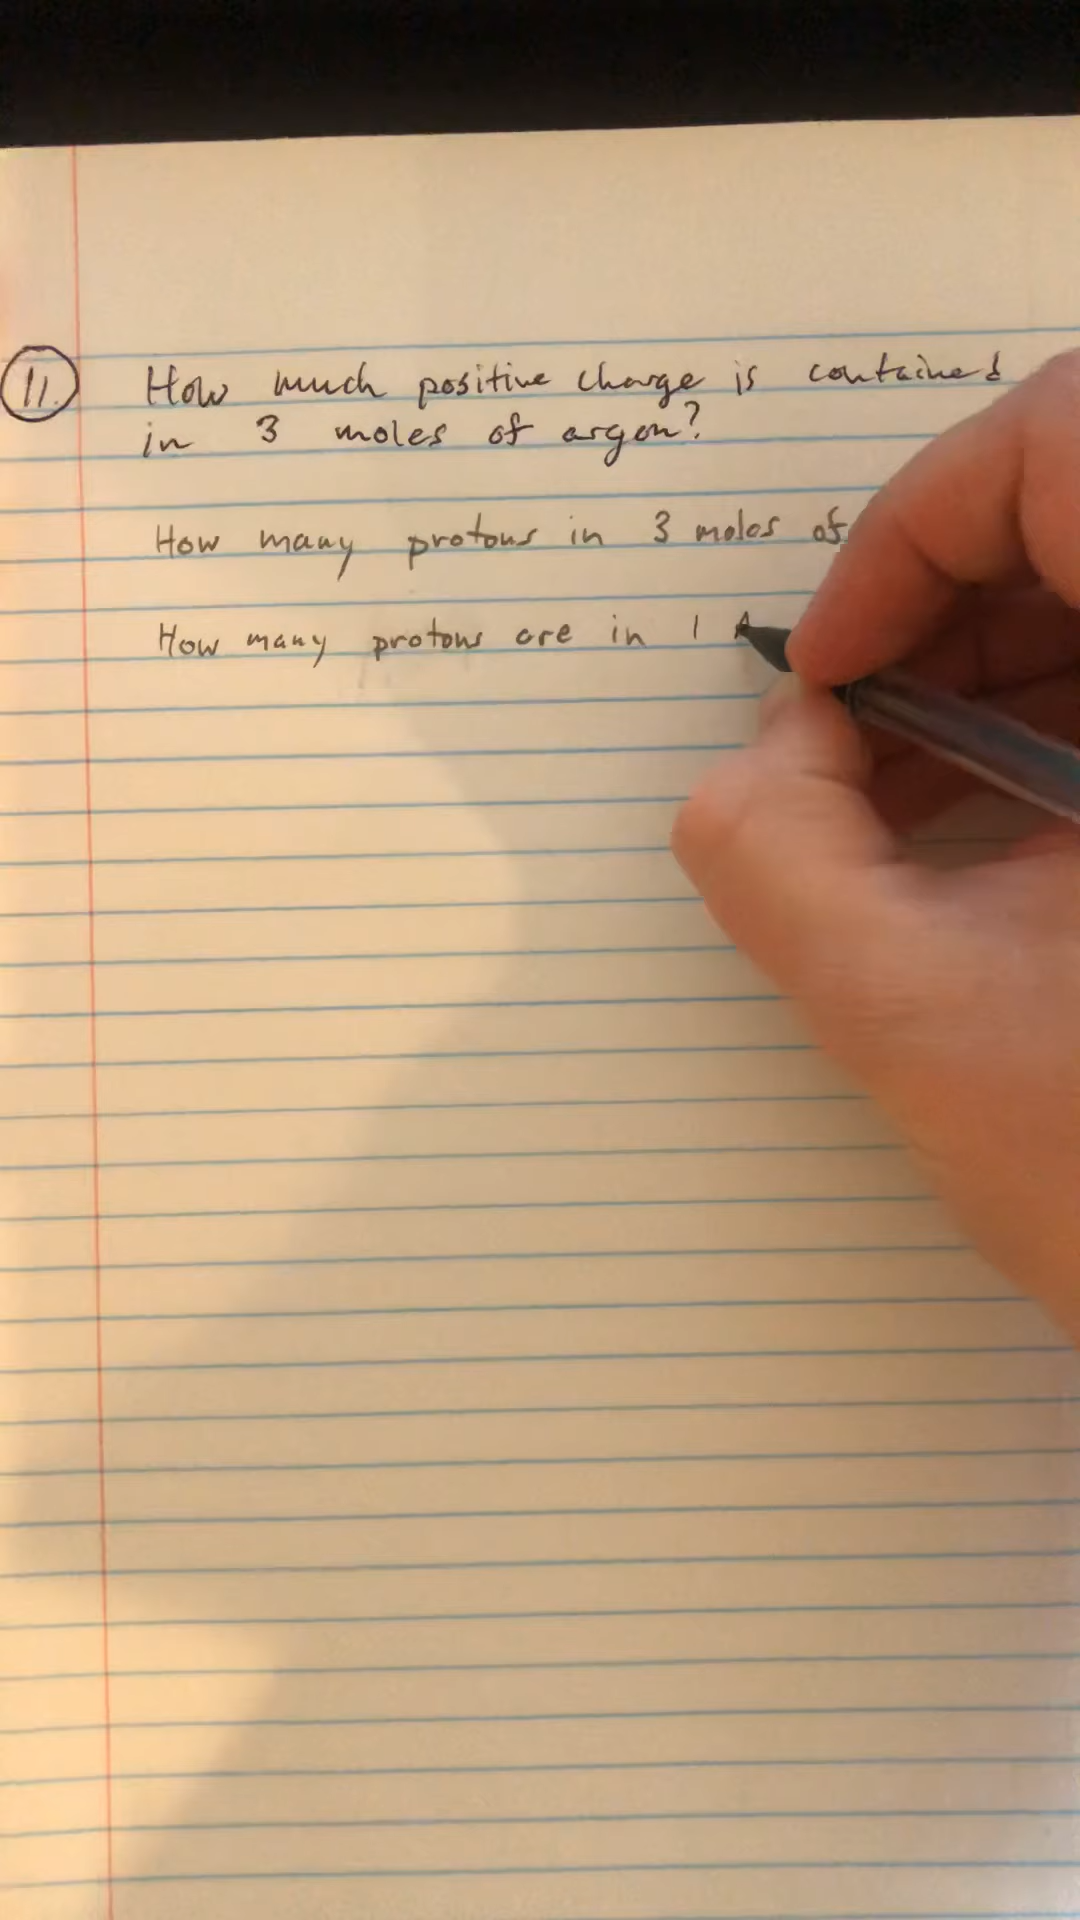 11. How much positive charge is contained
in 3 moles of argon?
How many protons in 3 moles of
How many protons are in 1 A